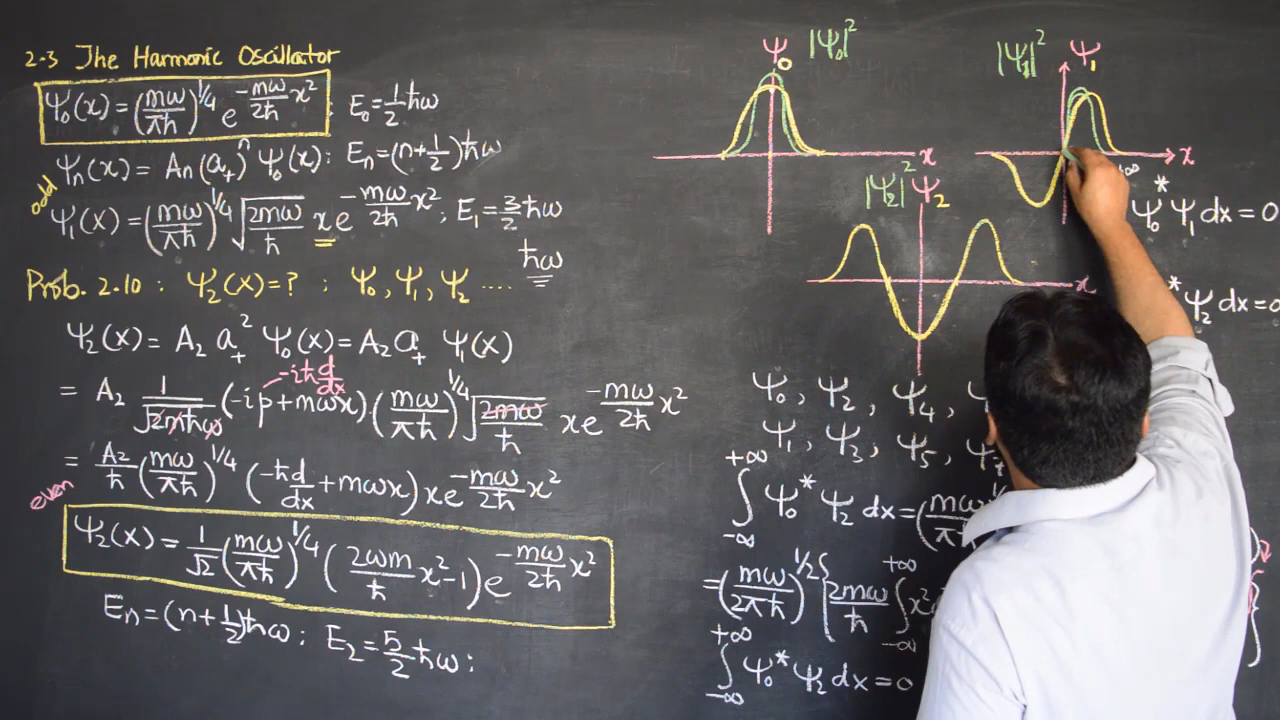 2-3 The Harmonic Oscillator
Ψ₀(x) = (mω/πħ)^1/4 e^(-mω/2ħ x²) E₀ = 1/2 ħω
Ψn(x) = An(a₊)ⁿ Ψ₀(x): En = (n+1/2)ħω
odd
Ψ₁(x) = (mω/πħ)^1/4 √(2mω/ħ) x e^(-mω/2ħ x²); E₁ = 3/2 ħω
ħω
Prob. 2.10 : Ψ₂(x) = ? ; Ψ₀, Ψ₁, Ψ₂ ....
Ψ₂(x) = A₂ a₊² Ψ₀(x) = A₂ a₊ Ψ₁(x)
-iħ d/dx
= A₂ 1/√(2mħω) (-ip + mωx) (mω/πħ)^1/4 √(2mω/ħ) x e^(-mω/2ħ x²)
= A₂/ħ (mω/πħ)^1/4 (-ħd/dx + mωx) x e^(-mω/2ħ x²)
even
Ψ₂(x) = 1/√2 (mω/πħ)^1/4 (2ωm/ħ x² - 1) e^(-mω/2ħ x²)
En = (n+1/2)ħω ; E₂ = 5/2 ħω :
Ψ₀ |Ψ₀|²
x
|Ψ₁|² Ψ₁
x
|Ψ₂|² Ψ₂
x
+∞
Ψ₀* Ψ₁ dx = 0
* Ψ₂ dx = 0
Ψ₀, Ψ₂, Ψ₄,
Ψ₁, Ψ₃, Ψ₅, Ψ₇
∫₋∞^+∞ Ψ₀* Ψ₂ dx = (mω/πħ)
= (mω/2πħ)^1/2 { 2mω/ħ ∫₋∞^+∞ x²
∫₋∞^+∞ Ψ₀* Ψ₂ dx = 0